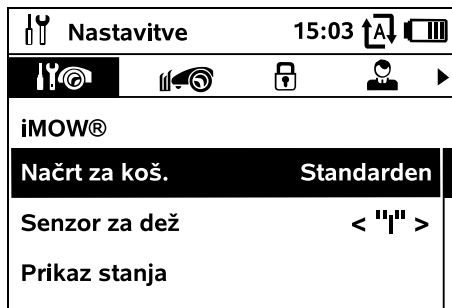 Nastavitve 15:03 A
iMOW®
Načrt za koš. Standarden
Senzor za dež < "|" >
Prikaz stanja